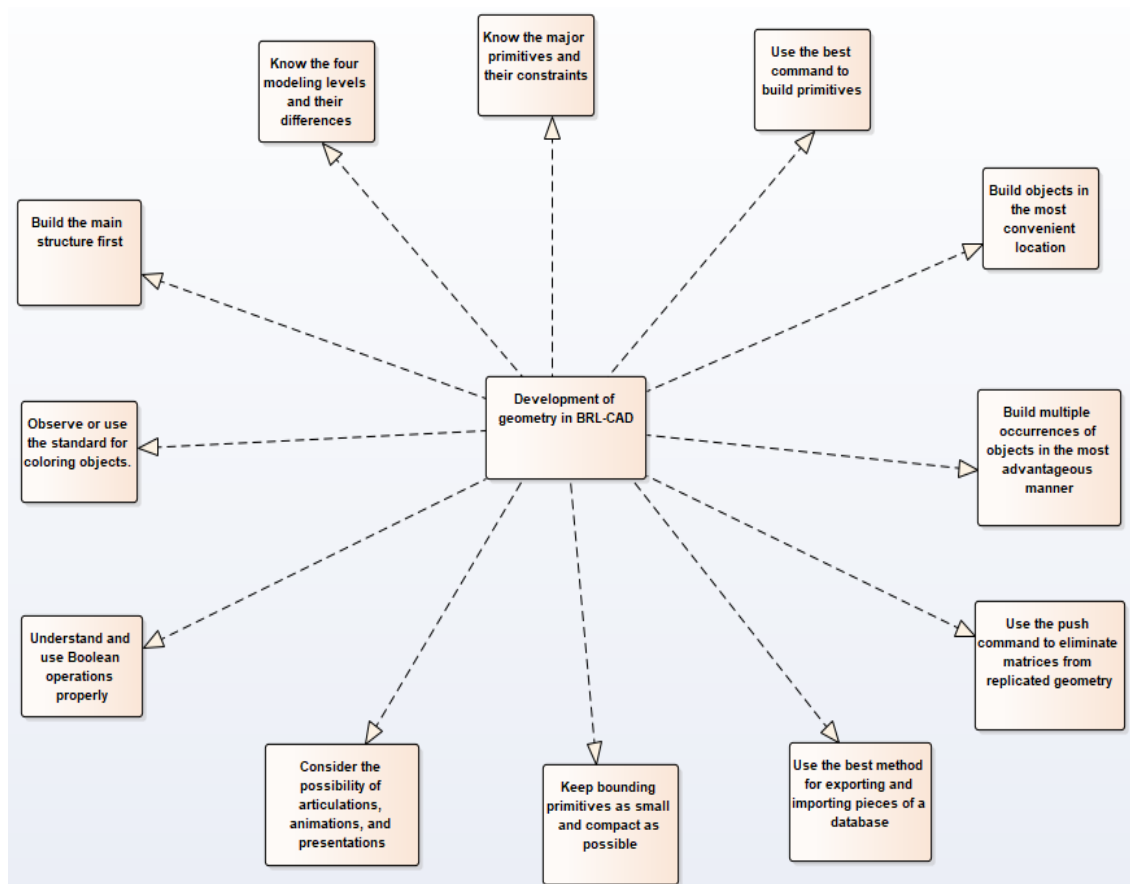 Know the four
modeling levels
and their
differences
Know the major
primitives and
their constraints
Use the best
command to
build primitives
Build the main
structure first
Build objects in
the most
convenient
location
Development of
geometry in BRL-CAD
Observe or use
the standard for
coloring objects.
Build multiple
occurrences of
objects in the most
advantageous
manner
Understand and
use Boolean
operations
properly
Use the push
command to eliminate
matrices from
replicated geometry
Consider the
possibility of
articulations,
animations, and
presentations
Keep bounding
primitives as small
and compact as
possible
Use the best method
for exporting and
importing pieces of a
database